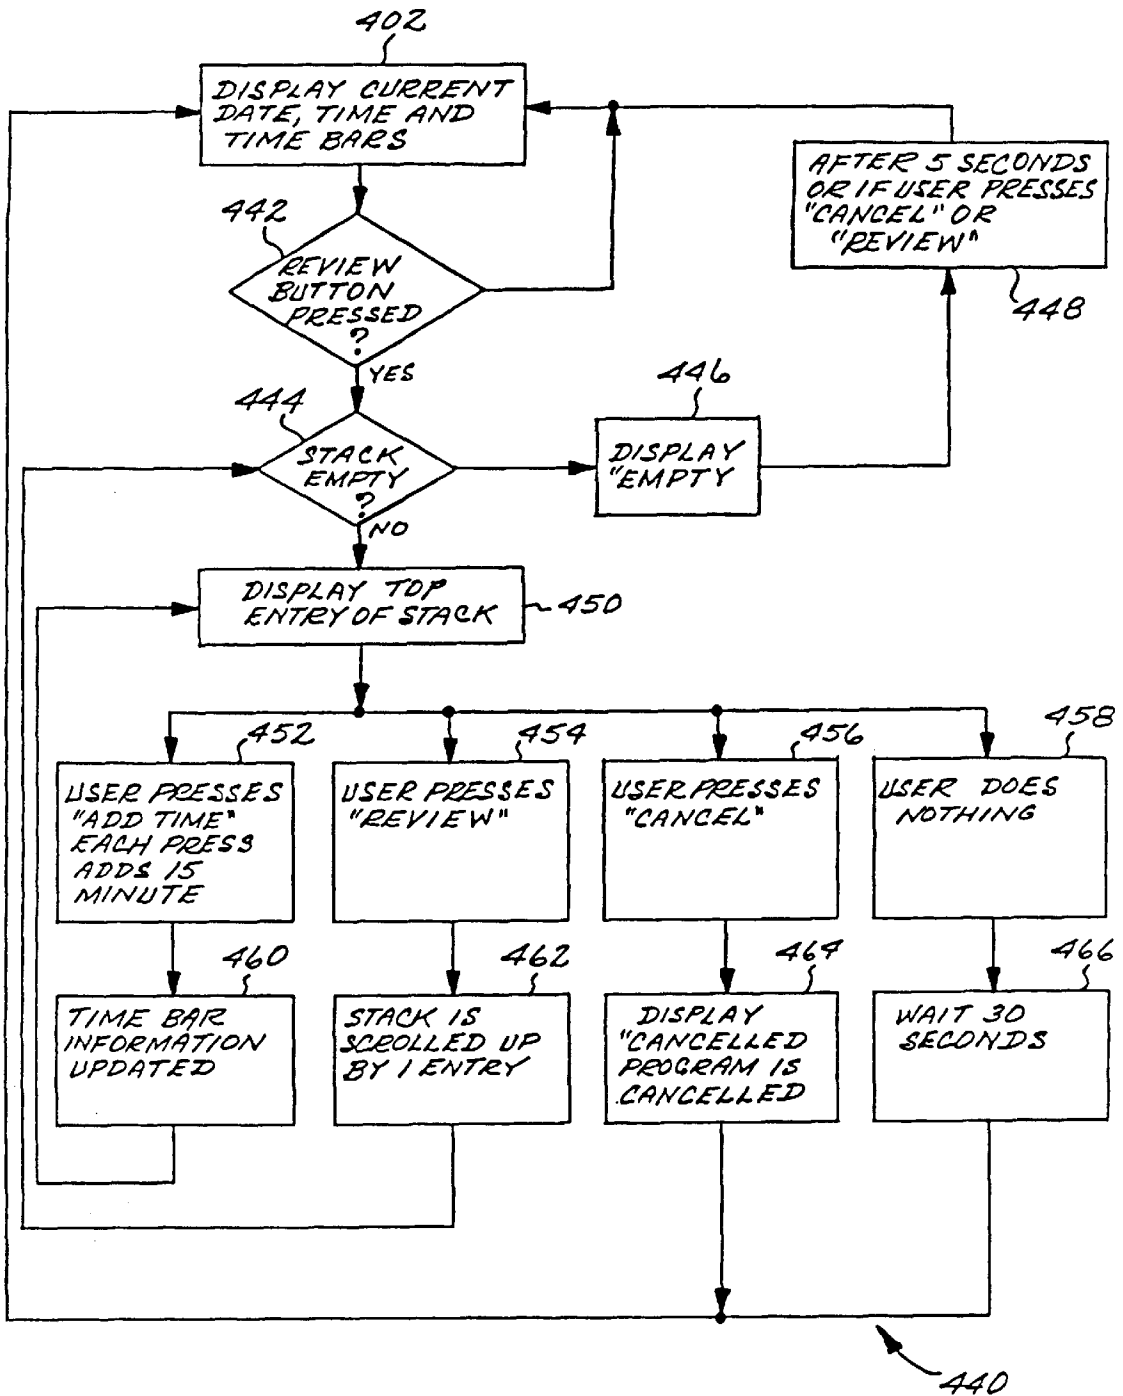 402
DISPLAY CURRENT
DATE, TIME AND
TIME BARS
AFTER 5 SECONDS
OR IF USER PRESSES
"CANCEL" OR
"REVIEW"
448
442
REVIEW
BUTTON
PRESSED
?
YES
444
STACK
EMPTY
?
NO
446
DISPLAY
"EMPTY
DISPLAY TOP
ENTRY OF STACK
450
452
USER PRESSES
"ADD TIME"
EACH PRESS
ADDS 15
MINUTE
454
USER PRESSES
"REVIEW"
456
USER PRESSES
"CANCEL"
458
USER DOES
NOTHING
460
TIME BAR
INFORMATION
UPDATED
462
STACK IS
SCROLLED UP
BY 1 ENTRY
464
DISPLAY
"CANCELLED
PROGRAM IS
CANCELLED
466
WAIT 30
SECONDS
440